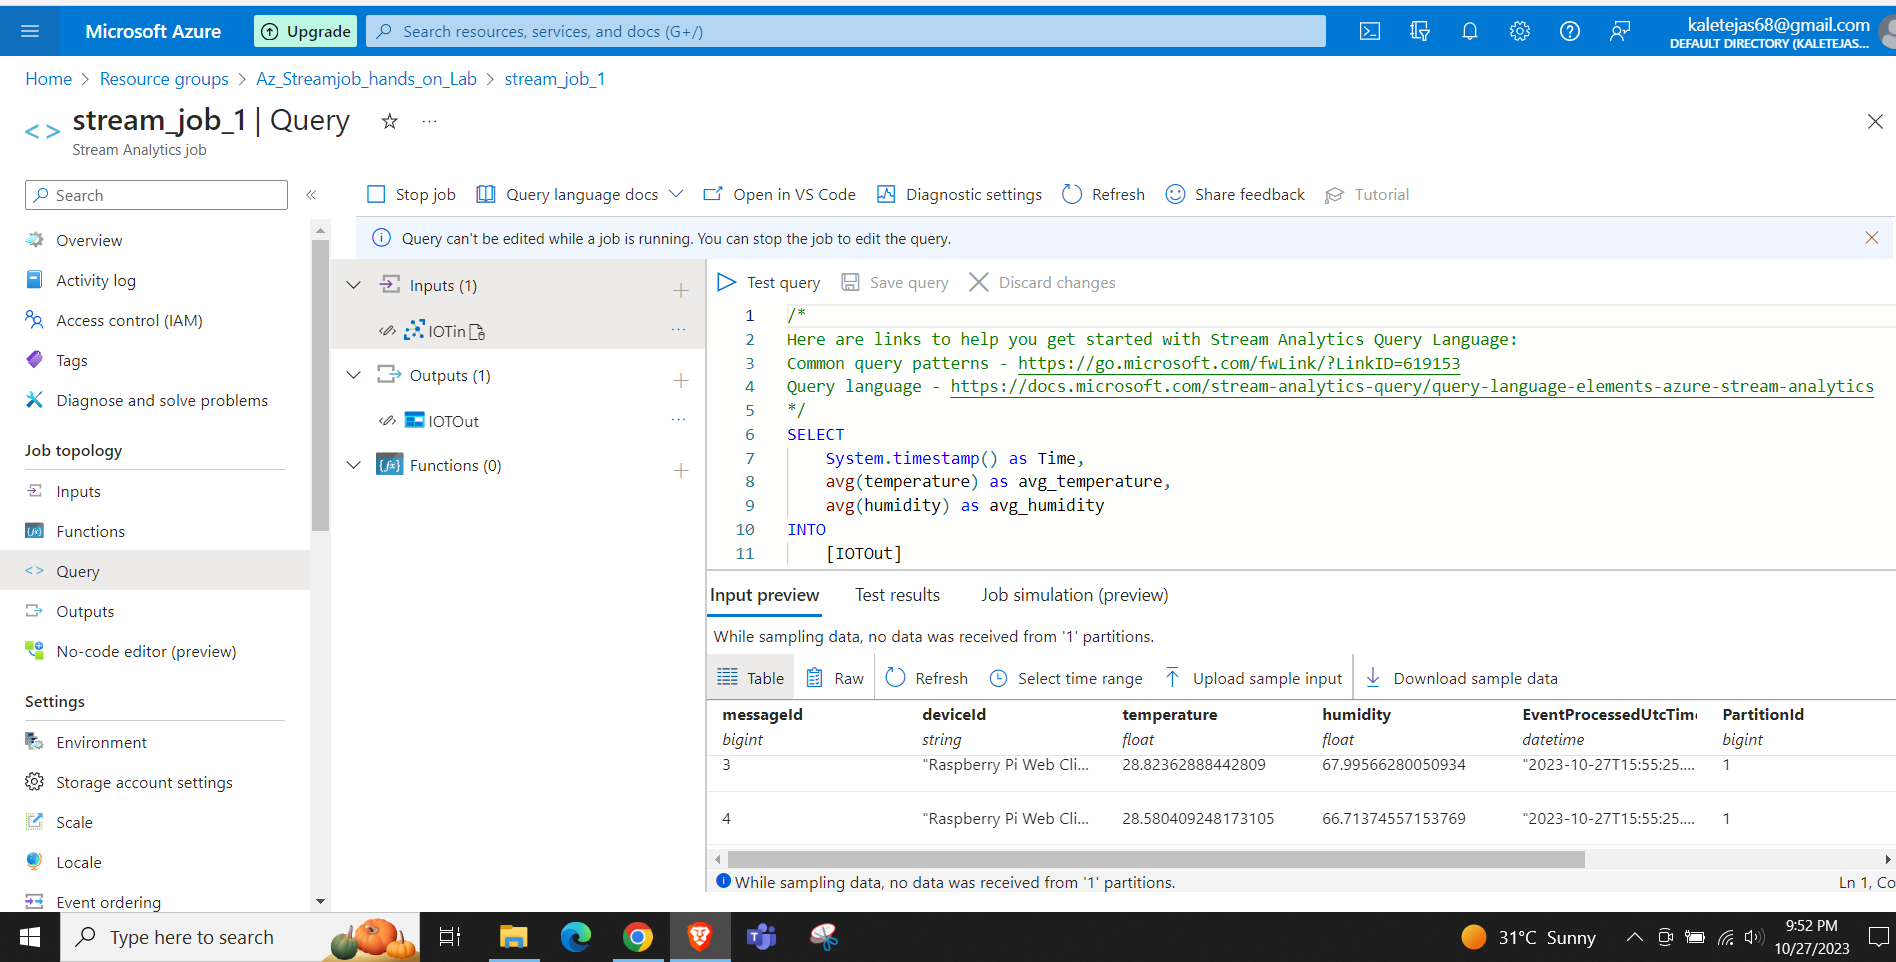 Microsoft Azure
Upgrade
Search resources, services, and docs (G+/)
kaletejas68@gmail.com
DEFAULT DIRECTORY (KALETEJAS...
Home > Resource groups > Az_Streamjob_hands_on_Lab > stream_job_1
<> stream_job_1 | Query ...
Stream Analytics job
Search «
Stop job Query language docs Open in VS Code Diagnostic settings Refresh Share feedback Tutorial
Query can't be edited while a job is running. You can stop the job to edit the query.
Overview
Activity log
Access control (IAM)
Tags
Diagnose and solve problems
Job topology
Inputs
Functions
Query
Outputs
No-code editor (preview)
Settings
Environment
Storage account settings
Scale
Locale
Event ordering
Inputs (1)
IOTin ...
Outputs (1)
IOTOut ...
Functions (0)
Test query Save query Discard changes
1 /*
2 Here are links to help you get started with Stream Analytics Query Language:
3 Common query patterns - https://go.microsoft.com/fwLink/?LinkID=619153
4 Query language - https://docs.microsoft.com/stream-analytics-query/query-language-elements-azure-stream-analytics
5 */
6 SELECT
7 System.timestamp() as Time,
8 avg(temperature) as avg_temperature,
9 avg(humidity) as avg_humidity
10 INTO
11 [IOTOut]
Input preview Test results Job simulation (preview)
While sampling data, no data was received from '1' partitions.
Table Raw Refresh Select time range Upload sample input Download sample data
messageId deviceId temperature humidity EventProcessedUtcTim PartitionId
bigint string float float datetime bigint
3 "Raspberry Pi Web Cli... 28.82362888442809 67.99566280050934 "2023-10-27T15:55:25.... 1
4 "Raspberry Pi Web Cli... 28.580409248173105 66.71374557153769 "2023-10-27T15:55:25.... 1
While sampling data, no data was received from '1' partitions.
Ln 1, Co
Type here to search
31°C Sunny
9:52 PM
10/27/2023